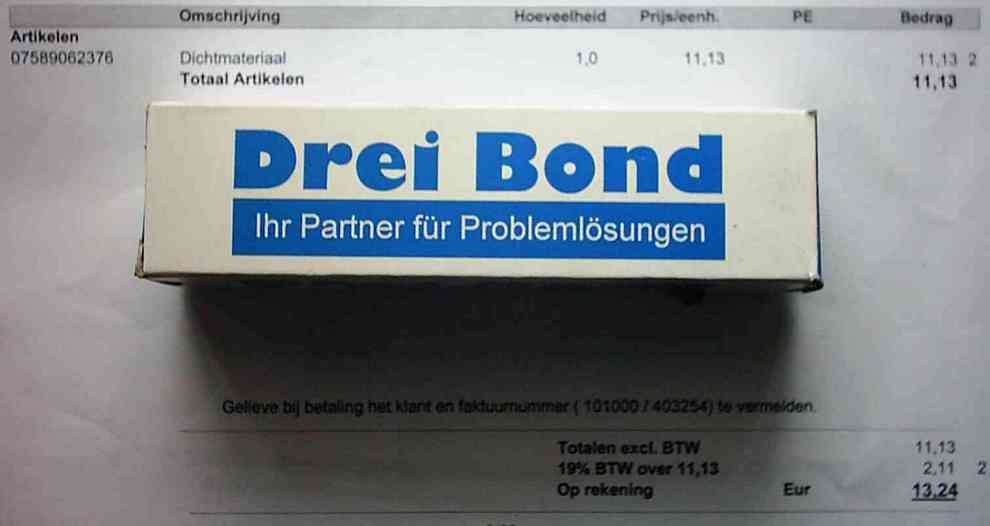 Omschrijving Hoeveelheid Prijs/eenh. PE Bedrag
Artikelen
07589062376 Dichtmateriaal 1,0 11,13 11,13 2
Totaal Artikelen 11,13
Drei Bond
Ihr Partner für Problemlösungen
Gelieve bij betaling het klant en faktuurnummer ( 101000 / 403254) te vermelden.
Totalen excl. BTW 11,13
19% BTW over 11,13 2,11 2
Op rekening Eur 13,24